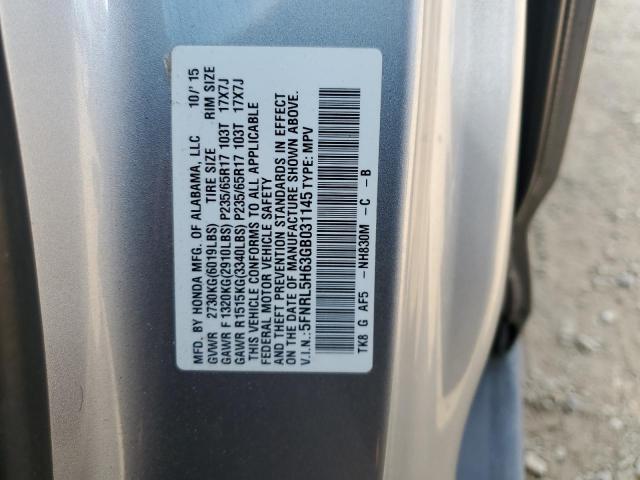 MFD. BY HONDA MFG. OF ALABAMA, LLC 10/'15
GVWR 2730KG(6019LBS) TIRE SIZE RIM SIZE
GAWR F 1320KG(2910LBS) P235/65R17 103T 17X7J
GAWR R1515KG(3340LBS) P235/65R17 103T 17X7J
THIS VEHICLE CONFORMS TO ALL APPLICABLE
FEDERAL MOTOR VEHICLE SAFETY
AND THEFT PREVENTION STANDARDS IN EFFECT
ON THE DATE OF MANUFACTURE SHOWN ABOVE.
V.I.N.:5FNRL5H63GB031145 TYPE: MPV
TK8 G AF5 -NH830M -C -B